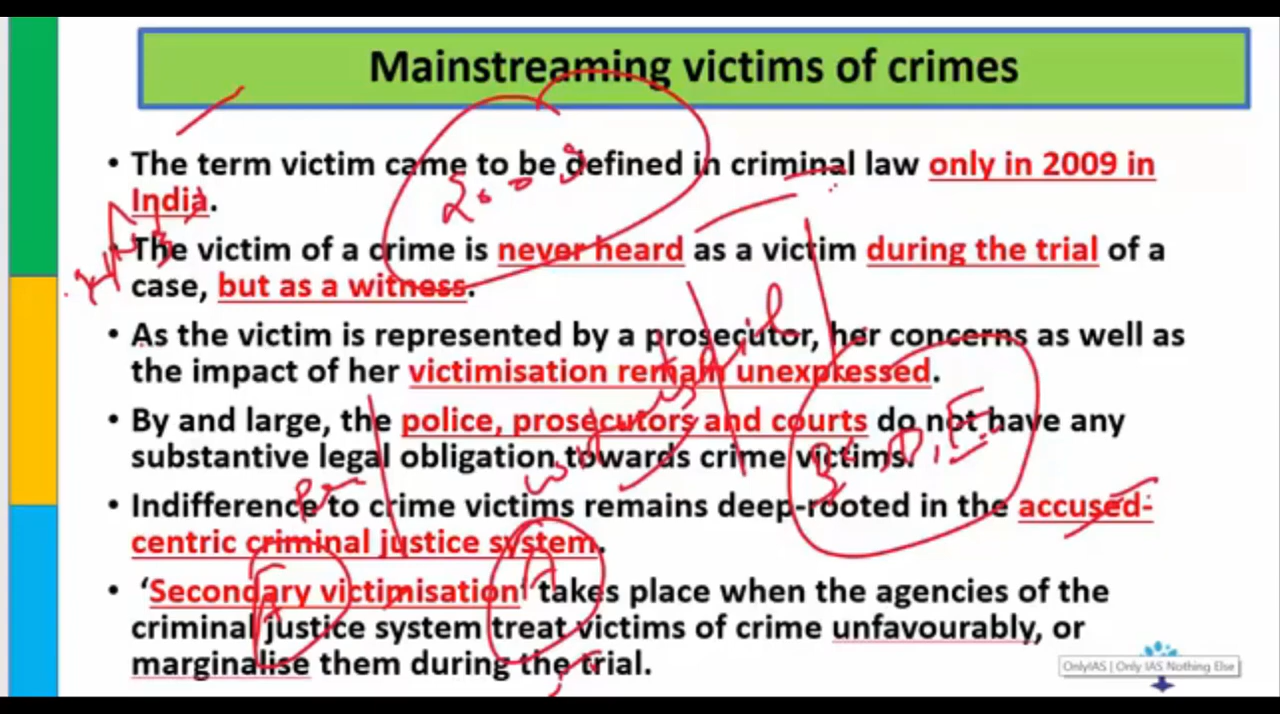 Mainstreaming victims of crimes
• The term victim came to be defined in criminal law only in 2009 in
India.
• The victim of a crime is never heard as a victim during the trial of a
case, but as a witness.
• As the victim is represented by a prosecutor, her concerns as well as
the impact of her victimisation remain unexpressed.
• By and large, the police, prosecutors and courts do not have any
substantive legal obligation towards crime victims.
• Indifference to crime victims remains deep-rooted in the accused-
centric criminal justice system.
• ‘Secondary victimisation’ takes place when the agencies of the
criminal justice system treat victims of crime unfavourably, or
marginalise them during the trial.
OnlyIAS | Only IAS Nothing Else